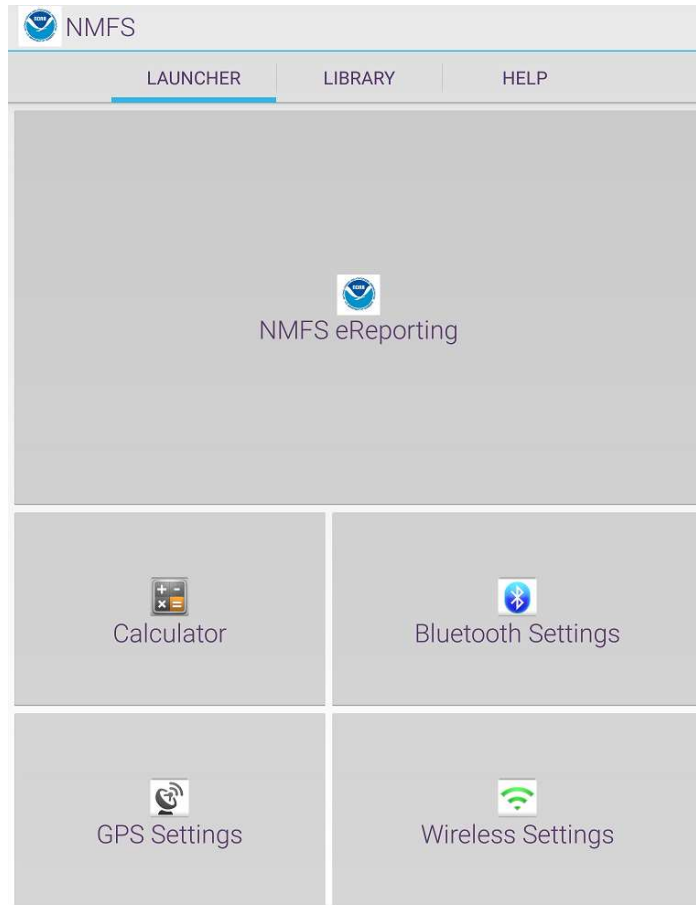 NMFS
LAUNCHER LIBRARY HELP
NMFS eReporting
Calculator Bluetooth Settings
GPS Settings Wireless Settings